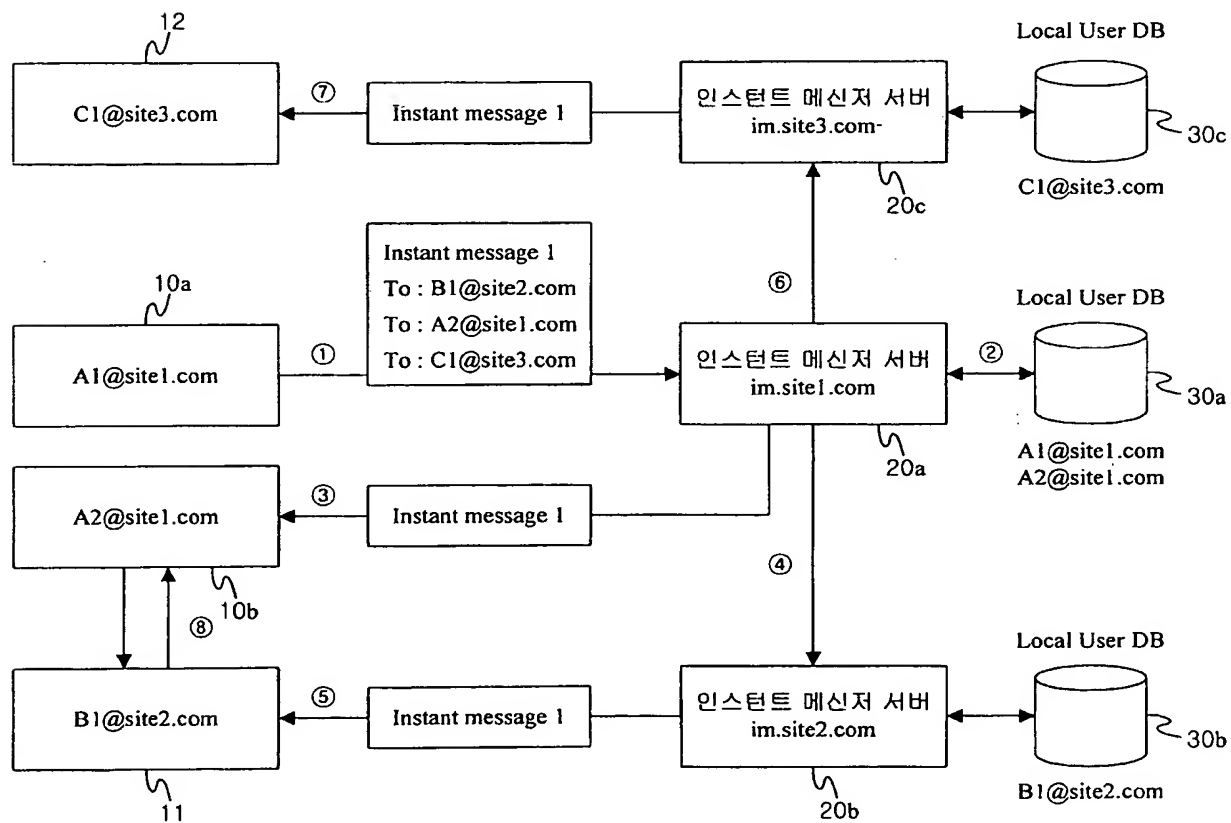 12
Local User DB
C1@site3.com
⑦
Instant message 1
인스턴트 메신저 서버
im.site3.com-
30c
20c
C1@site3.com
10a
Instant message 1
To : B1@site2.com
To : A2@site1.com
To : C1@site3.com
⑥
Local User DB
A1@site1.com
①
인스턴트 메신저 서버
im.site1.com
②
30a
20a
A1@site1.com
A2@site1.com
A2@site1.com
③
Instant message 1
④
10b
⑧
Local User DB
B1@site2.com
⑤
Instant message 1
인스턴트 메신저 서버
im.site2.com
30b
11
20b
B1@site2.com